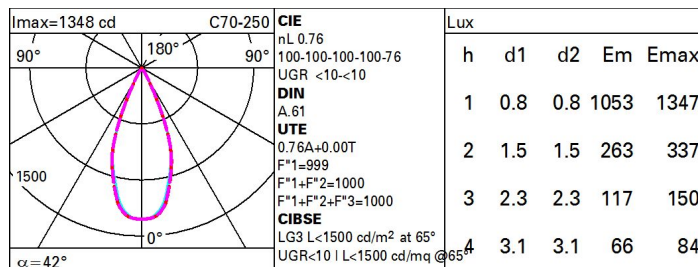 Imax=1348 cd C70-250
90° 180° 90°
1500
0°
α=42°
CIE
nL 0.76
100-100-100-100-76
UGR <10-<10
DIN
A.61
UTE
0.76A+0.00T
F"1=999
F"1+F"2=1000
F"1+F"2+F"3=1000
CIBSE
LG3 L<1500 cd/m² at 65°
UGR<10 | L<1500 cd/mq @65°
Lux
h d1 d2 Em Emax
1 0.8 0.8 1053 1347
2 1.5 1.5 263 337
3 2.3 2.3 117 150
4 3.1 3.1 66 84